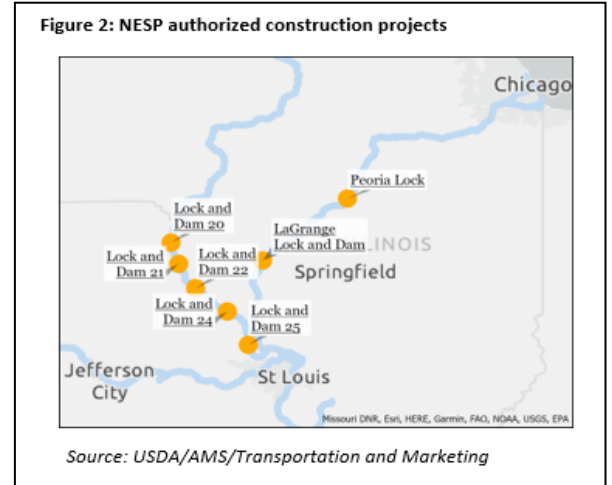 Figure 2: NESP authorized construction projects
Chicago
Peoria Lock
Lock and
Dam 20
LaGrange
Lock and Dam
LINOIS
Lock and
Dam 21
Lock and
Dam 22
Springfield
Lock and
Dam 24
Lock and
Dam 25
Jefferson
City
St Louis
Missouri DNR, Esri, HERE, Garmin, FAO, NOAA, USGS, EPA
Source: USDA/AMS/Transportation and Marketing